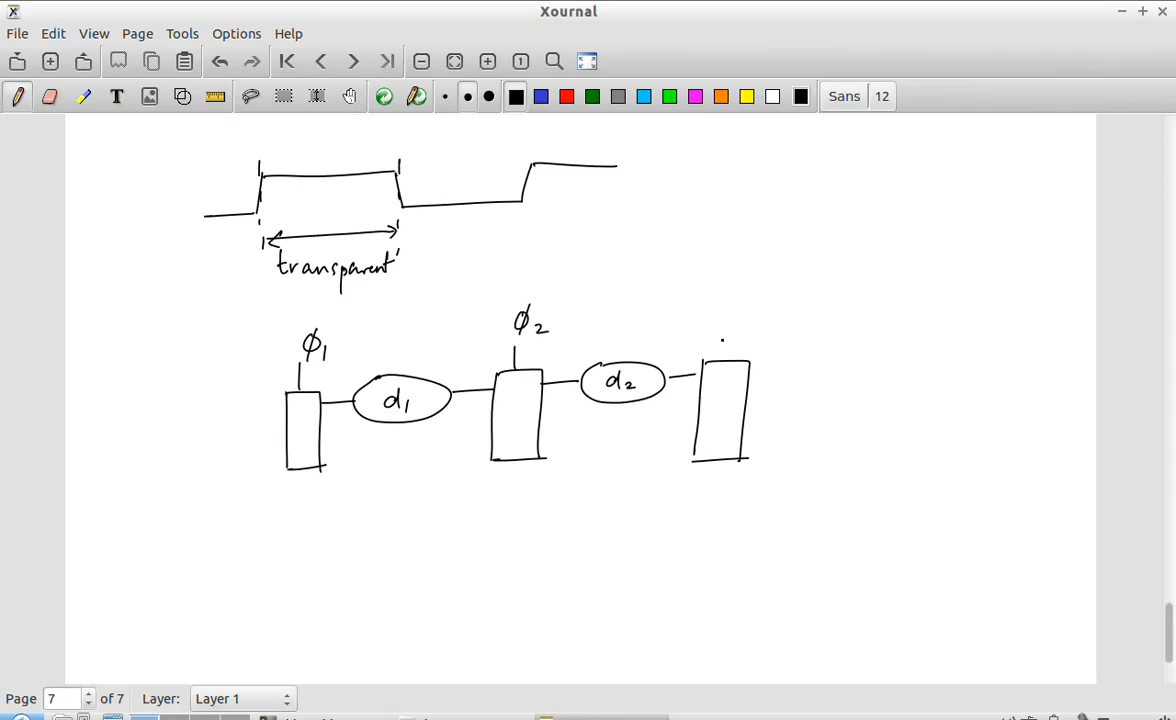 Xournal
File Edit View Page Tools Options Help
Sans 12
transparent
ϕ1
ϕ2
d1
d2
Page 7 of 7 Layer: Layer 1